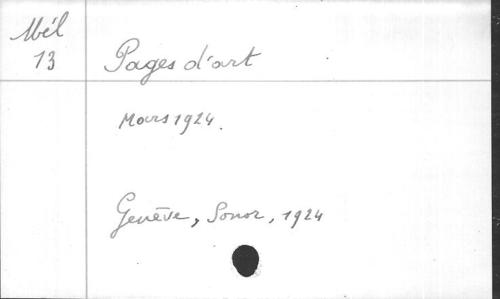 Mél
13
Pages d'art
Mars 1924.
Genève, Sonor, 1924